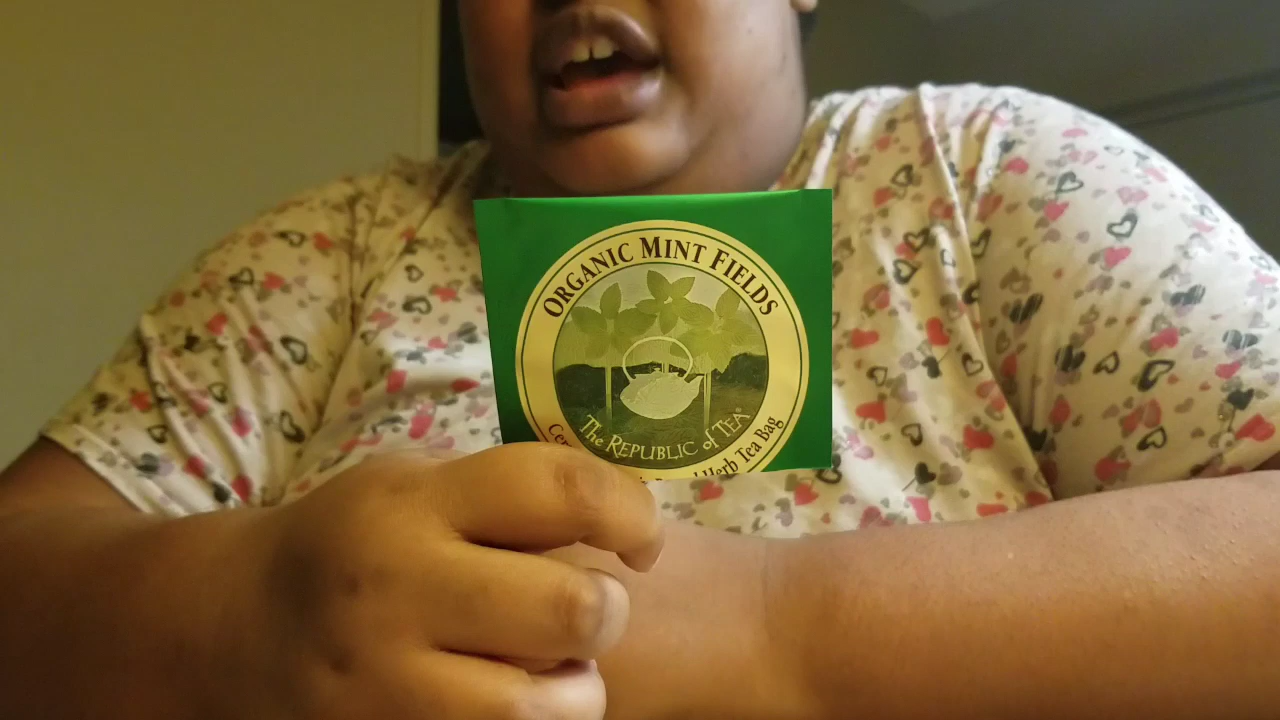 ORGANIC MINT FIELDS
The REPUBLIC of TEA®
Herb Tea Bag